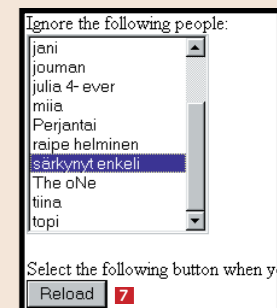 Ignore the following people:
jani
jouman
julia 4- ever
miia
Perjantai
raipe helminen
särkynyt enkeli
The oNe
tiina
topi
Select the following button when y
Reload 7